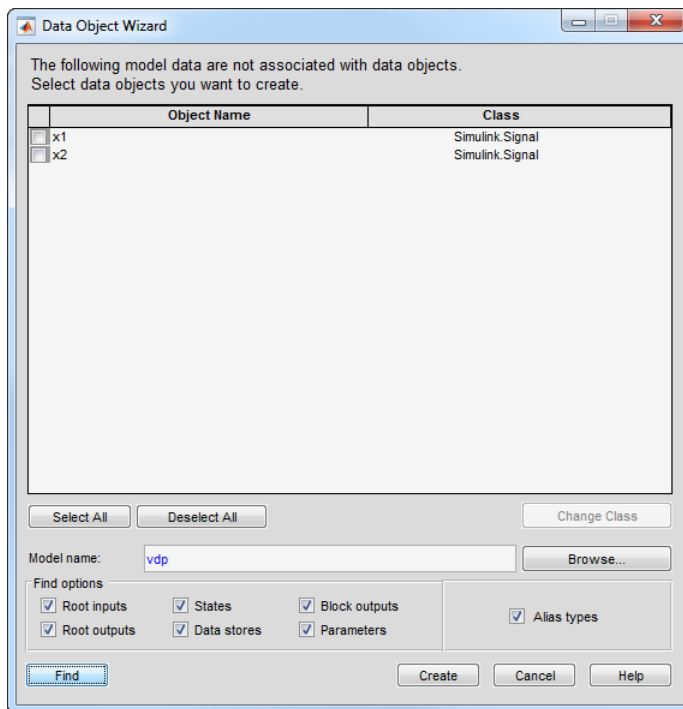 Data Object Wizard
The following model data are not associated with data objects.
Select data objects you want to create.
Object Name Class
x1 Simulink.Signal
x2 Simulink.Signal
Select All Deselect All Change Class
Model name: vdp Browse...
Find options
Root inputs States Block outputs Alias types
Root outputs Data stores Parameters
Find Create Cancel Help